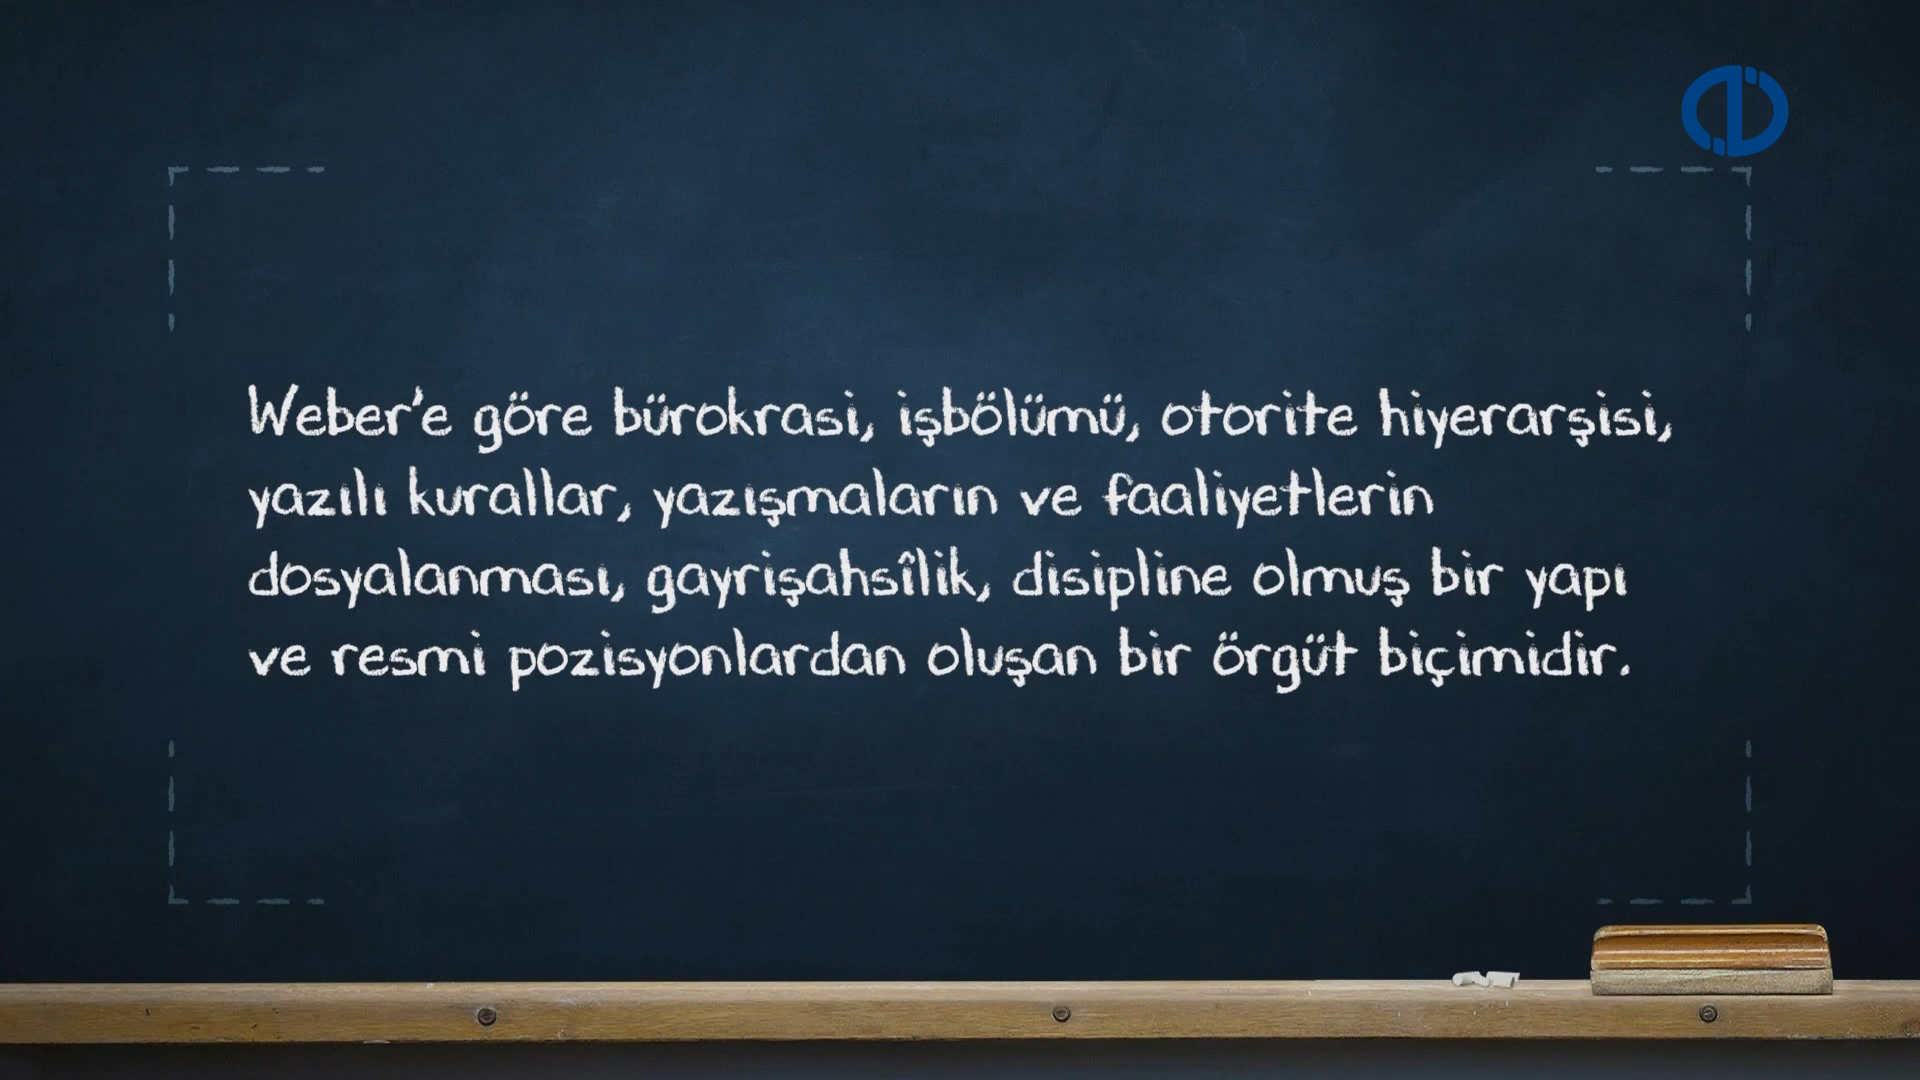 Weber'e göre bürokrasi, işbölümü, otorite hiyerarşisi,
yazılı kurallar, yazışmaların ve faaliyetlerin
dosyalanması, gayrişahsîlik, disipline olmuş bir yapı
ve resmi pozisyonlardan oluşan bir örgüt biçimidir.